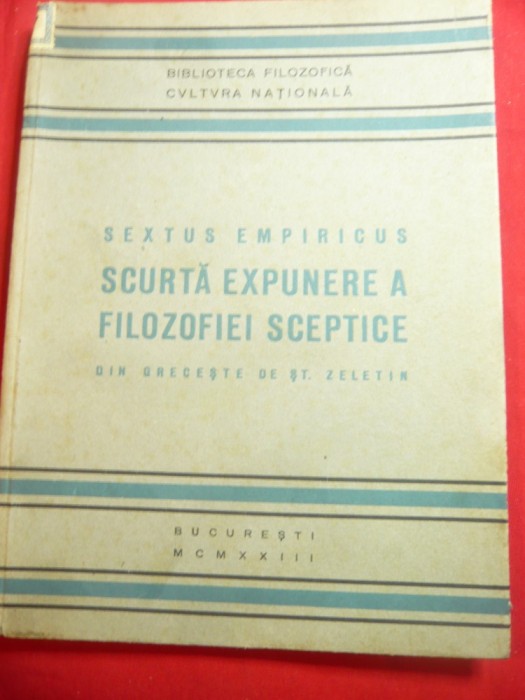 BIBLIOTECA FILOZOFICĂ
CVLTVRA NAȚIONALĂ
SEXTUS EMPIRICUS
SCURTĂ EXPUNERE A
FILOZOFIEI SCEPTICE
DIN GRECEȘTE DE ȘT. ZELETIN
BUCUREȘTI
MCMXXIII